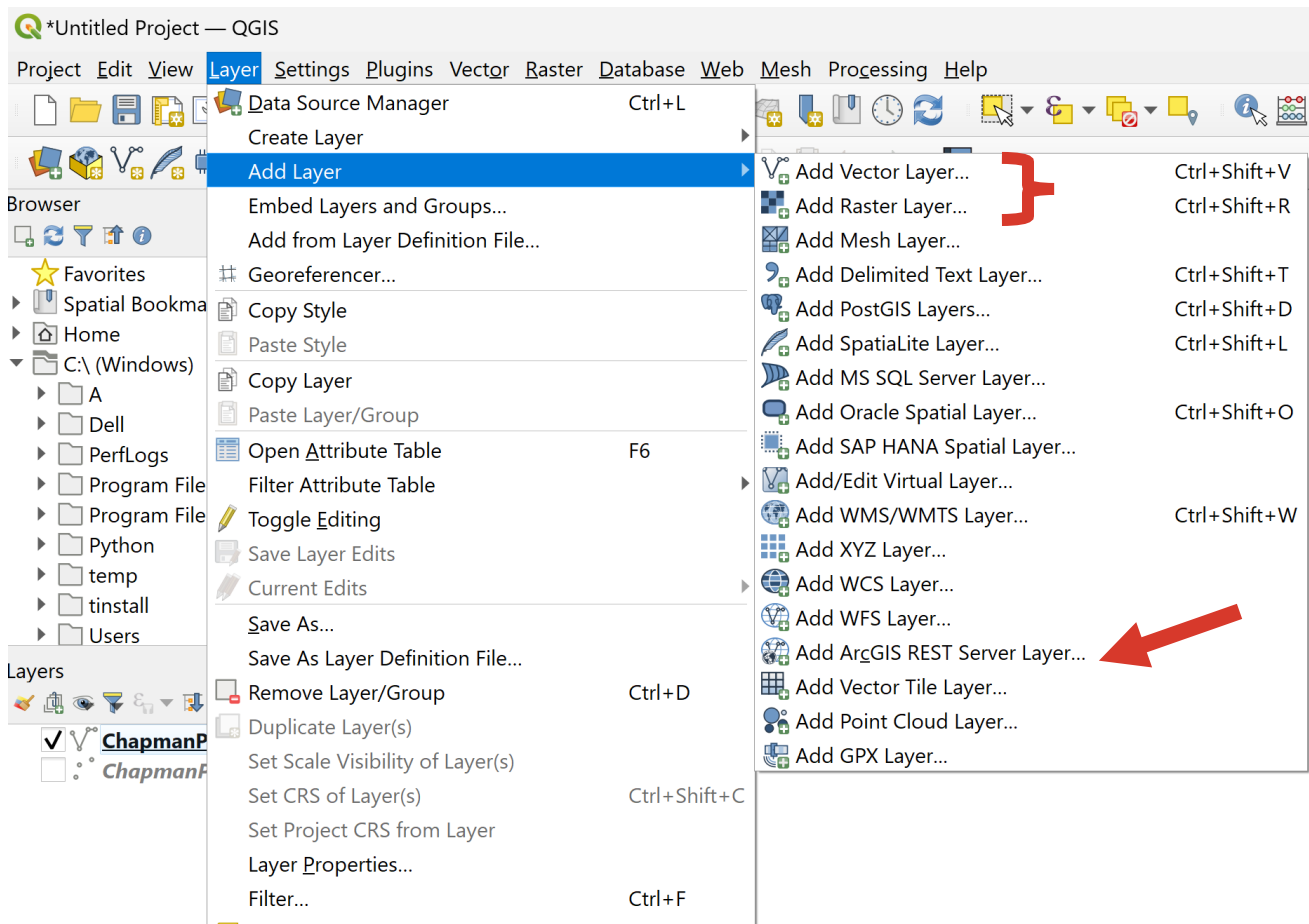 *Untitled Project — QGIS
Project Edit View Layer Settings Plugins Vector Raster Database Web Mesh Processing Help
Data Source Manager Ctrl+L
Create Layer
Add Layer
Embed Layers and Groups...
Add from Layer Definition File...
Georeferencer...
Copy Style
Paste Style
Copy Layer
Paste Layer/Group
Open Attribute Table F6
Filter Attribute Table
Toggle Editing
Save Layer Edits
Current Edits
Save As...
Save As Layer Definition File...
Remove Layer/Group Ctrl+D
Duplicate Layer(s)
Set Scale Visibility of Layer(s)
Set CRS of Layer(s) Ctrl+Shift+C
Set Project CRS from Layer
Layer Properties...
Filter... Ctrl+F
Add Vector Layer... Ctrl+Shift+V
Add Raster Layer... Ctrl+Shift+R
Add Mesh Layer...
Add Delimited Text Layer... Ctrl+Shift+T
Add PostGIS Layers... Ctrl+Shift+D
Add SpatiaLite Layer... Ctrl+Shift+L
Add MS SQL Server Layer...
Add Oracle Spatial Layer... Ctrl+Shift+O
Add SAP HANA Spatial Layer...
Add/Edit Virtual Layer...
Add WMS/WMTS Layer... Ctrl+Shift+W
Add XYZ Layer...
Add WCS Layer...
Add WFS Layer...
Add ArcGIS REST Server Layer...
Add Vector Tile Layer...
Add Point Cloud Layer...
Add GPX Layer...
Browser
Favorites
Spatial Bookma
Home
C:\ (Windows)
A
Dell
PerfLogs
Program File
Program File
Python
temp
tinstall
Users
Layers
ChapmanP
ChapmanP